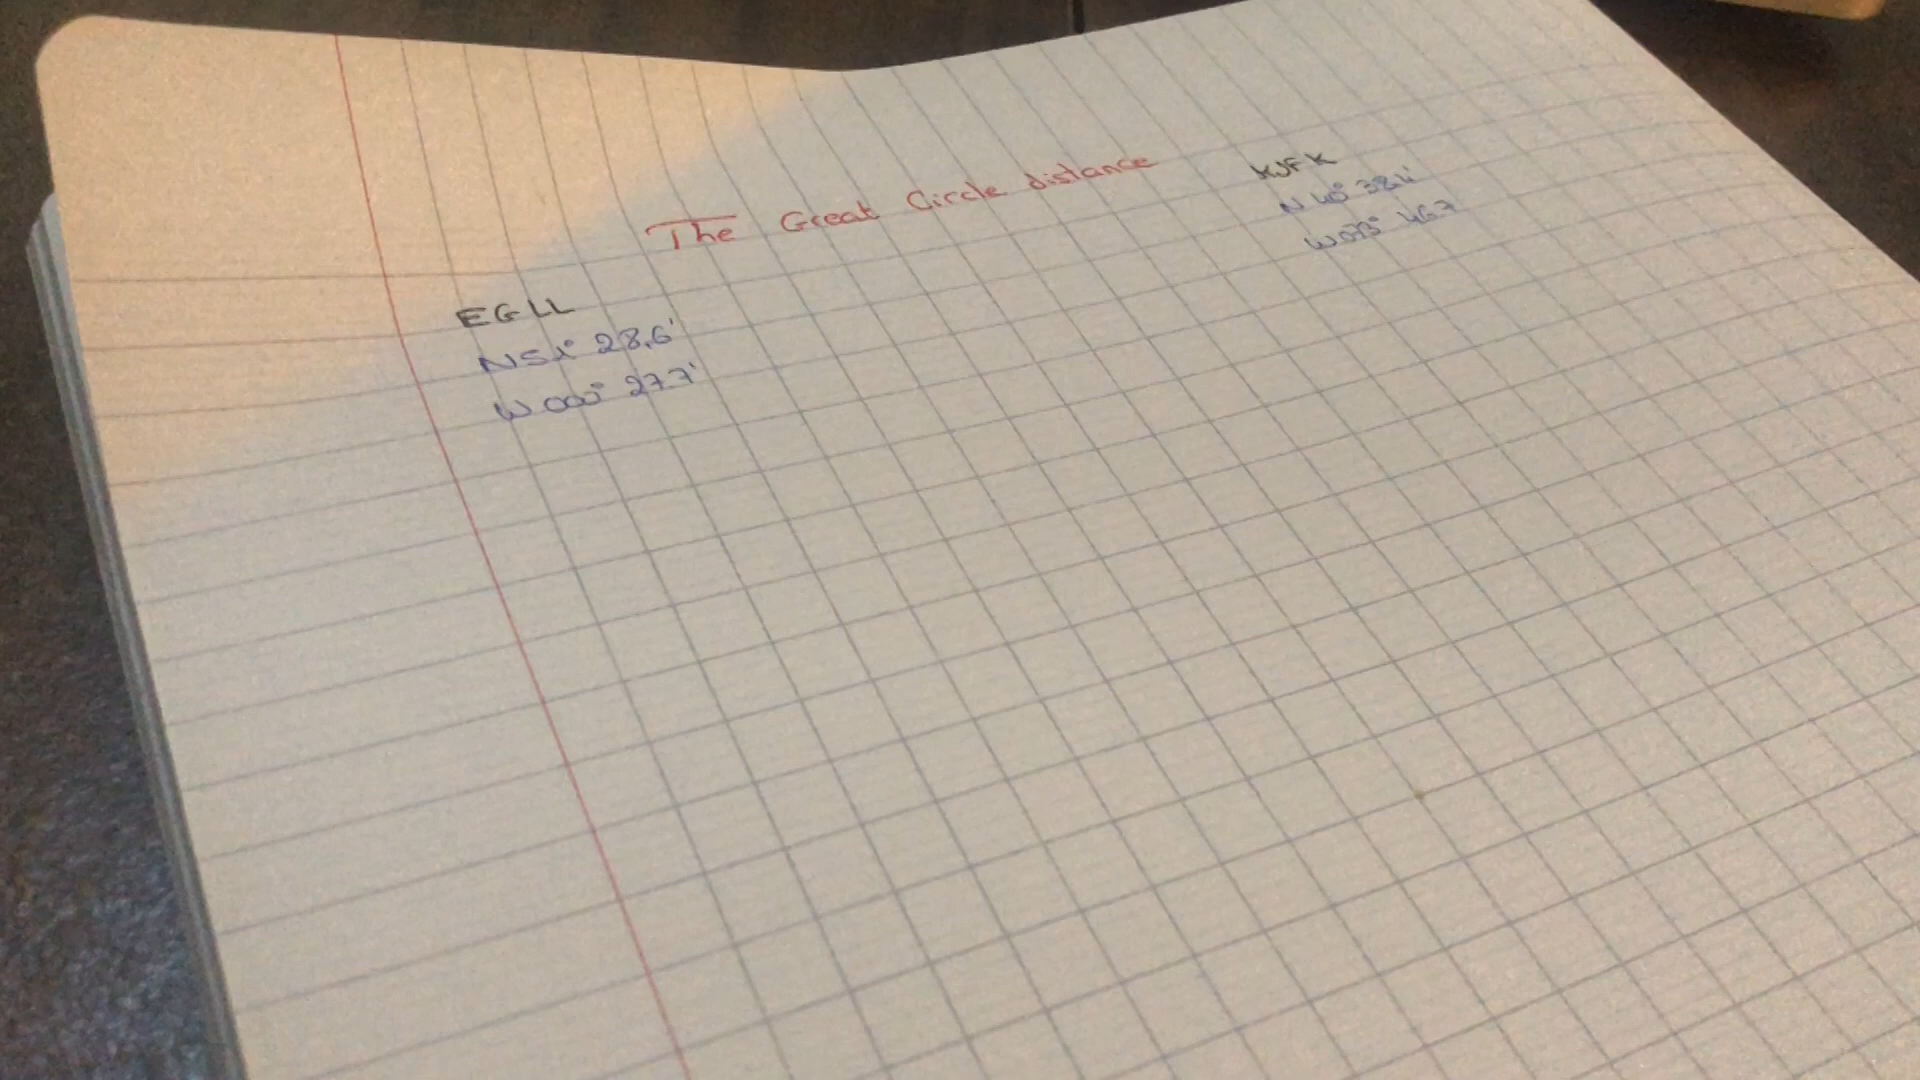 The Great Circle distance
EGLL
N51° 28.6'
W000° 27.7'
KJFK
N 40° 38.4'
W073° 46.7